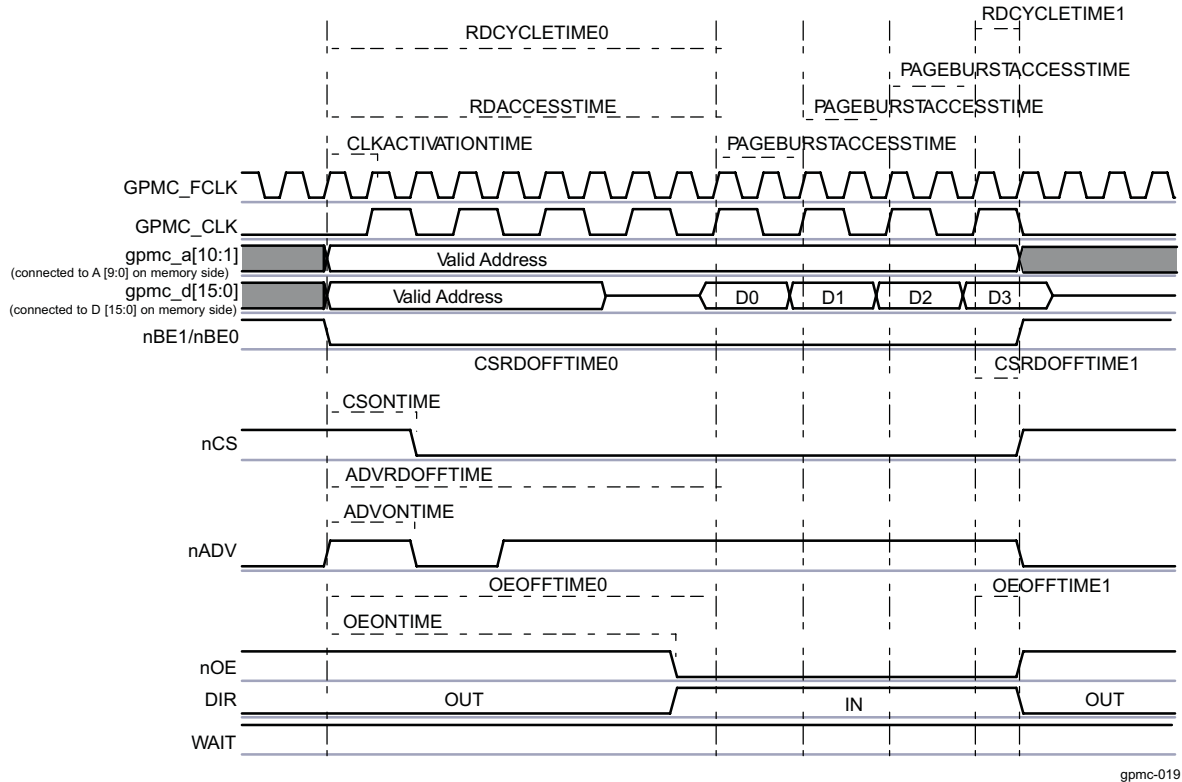 RDCYCLETIME1
RDCYCLETIME0
PAGEBURSTACCESSTIME
RDACCESSTIME
PAGEBURSTACCESSTIME
CLKACTIVATIONTIME
PAGEBURSTACCESSTIME
GPMC_FCLK
GPMC_CLK
gpmc_a[10:1]
(connected to A [9:0] on memory side)
Valid Address
gpmc_d[15:0]
(connected to D [15:0] on memory side)
Valid Address D0 D1 D2 D3
nBE1/nBE0
CSRDOFFTIME0 CSRDOFFTIME1
CSONTIME
nCS
ADVRDOFFTIME
ADVONTIME
nADV
OEOFFTIME0 OEOFFTIME1
OEONTIME
nOE
DIR OUT IN OUT
WAIT
gpmc-019